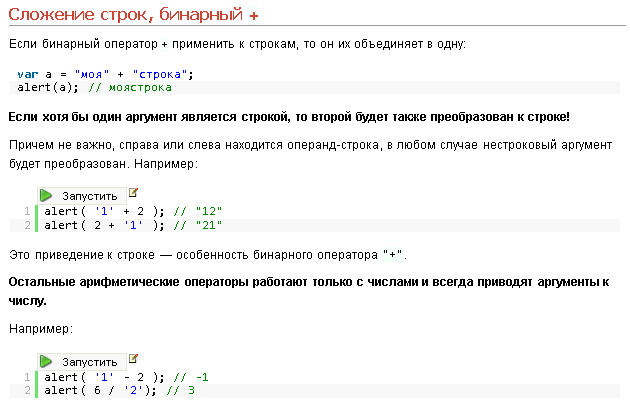 Сложение строк, бинарный +
Если бинарный оператор + применить к строкам, то он их объединяет в одну:
var a = "моя" + "строка";
alert(a); // моястрока
Если хотя бы один аргумент является строкой, то второй будет также преобразован к строке!
Причем не важно, справа или слева находится операнд-строка, в любом случае нестроковый аргумент
будет преобразован. Например:
Запустить
1 alert( '1' + 2 ); // "12"
2 alert( 2 + '1' ); // "21"
Это приведение к строке — особенность бинарного оператора "+".
Остальные арифметические операторы работают только с числами и всегда приводят аргументы к
числу.
Например:
Запустить
1 alert( '1' - 2 ); // -1
2 alert( 6 / '2'); // 3